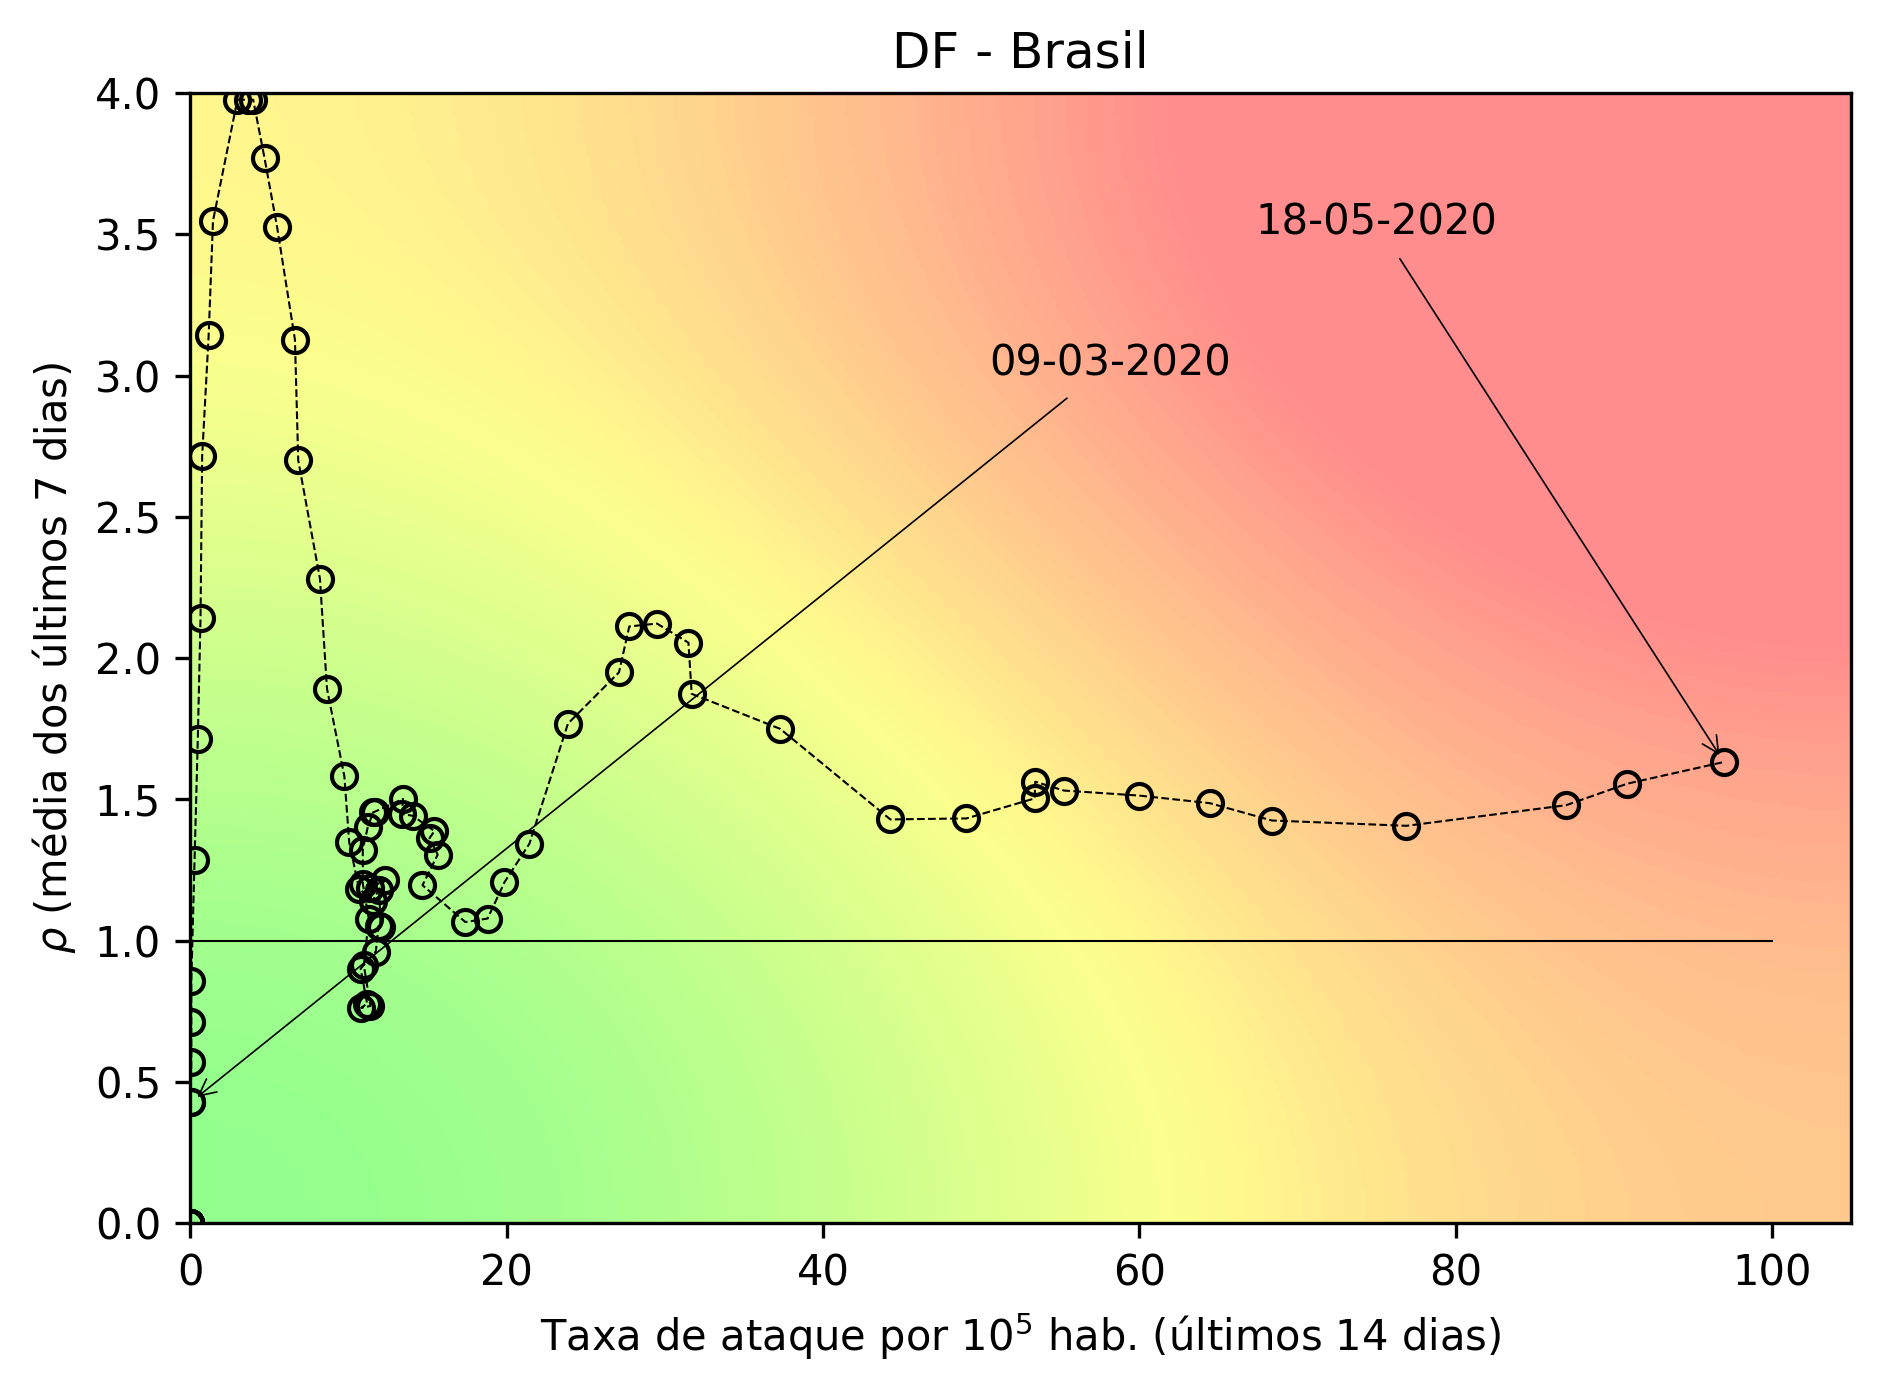 DF - Brasil
4.0
3.5
3.0
2.5
2.0
1.5
1.0
0.5
0.0
ρ (média dos últimos 7 dias)
18-05-2020
09-03-2020
0 20 40 60 80 100
Taxa de ataque por 10⁵ hab. (últimos 14 dias)